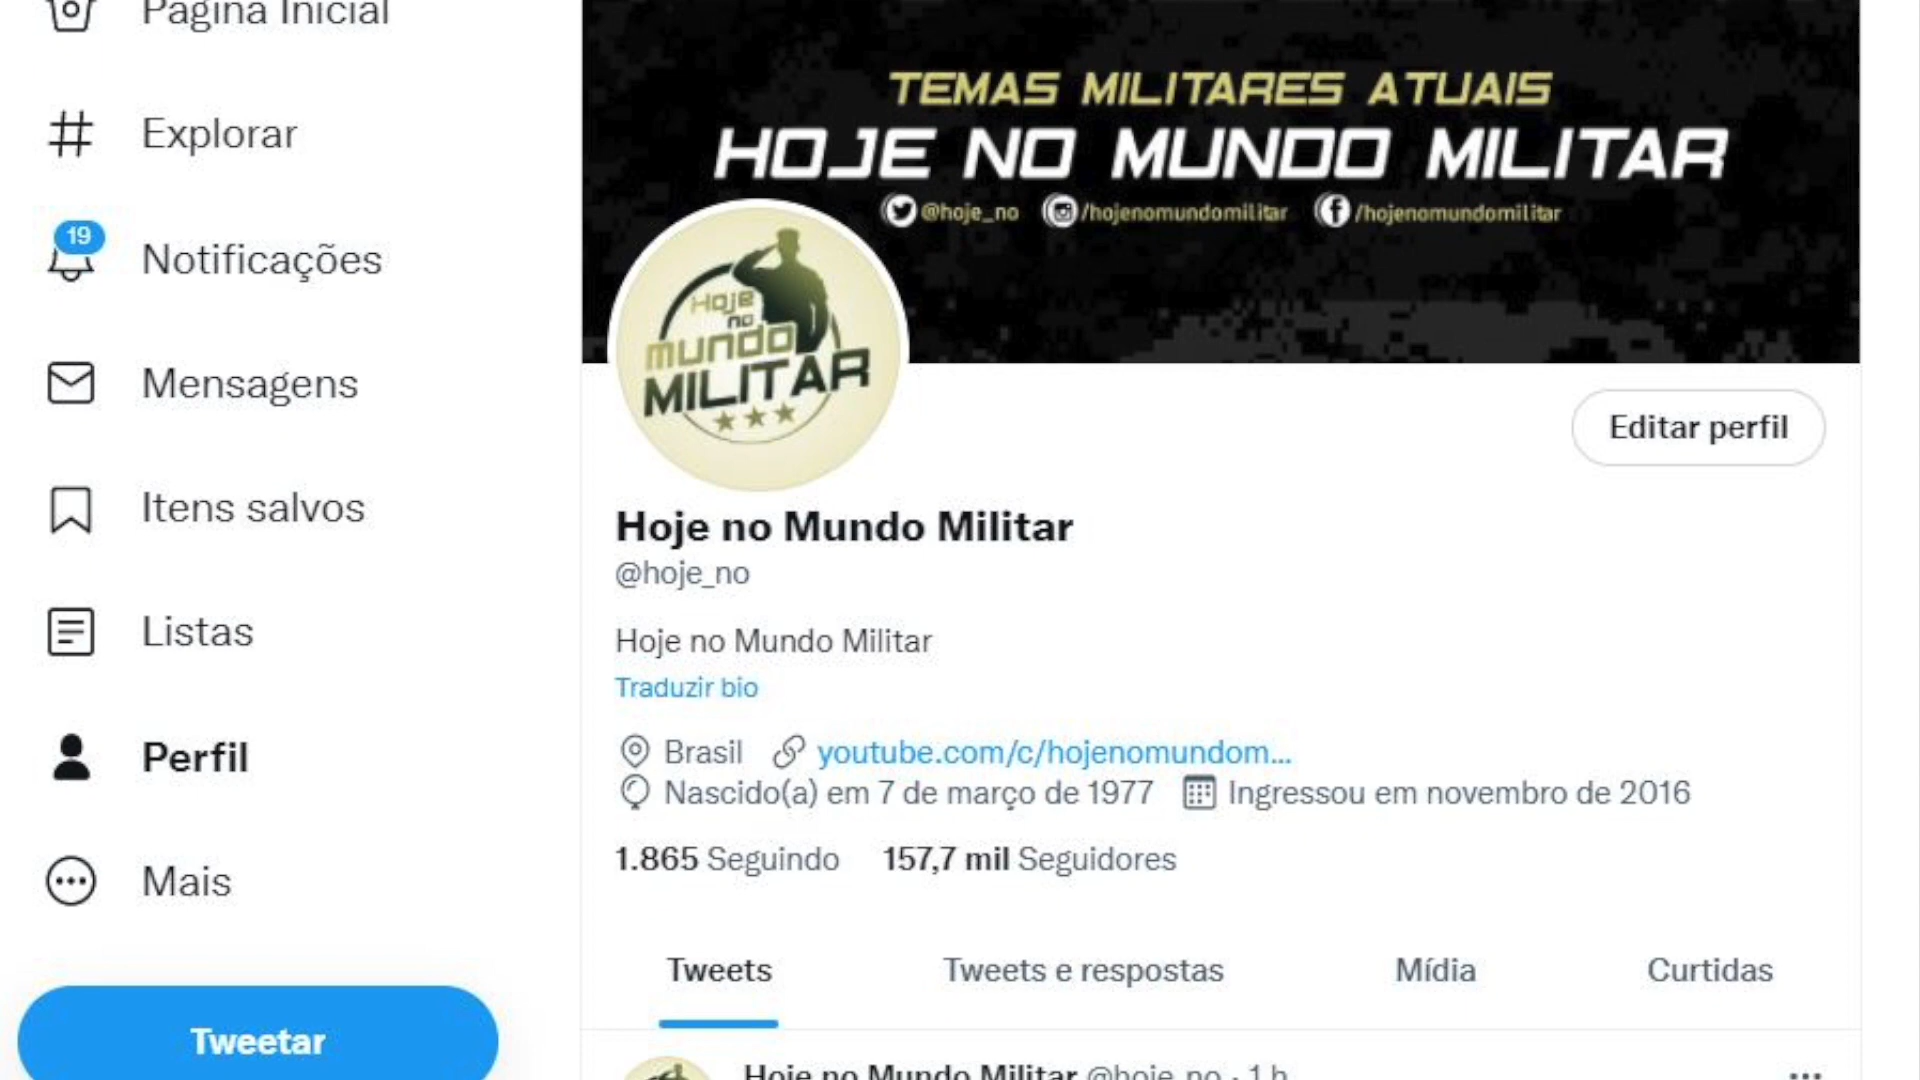 Página Inicial
Explorar
19
Notificações
Mensagens
Itens salvos
Listas
Perfil
Mais
Tweetar
TEMAS MILITARES ATUAIS
HOJE NO MUNDO MILITAR
@hoje_no /hojenomundomilitar /hojenomundomilitar
Hoje
no
mundo
MILITAR
Editar perfil
Hoje no Mundo Militar
@hoje_no
Hoje no Mundo Militar
Traduzir bio
Brasil youtube.com/c/hojenomundom...
Nascido(a) em 7 de março de 1977 Ingressou em novembro de 2016
1.865 Seguindo 157,7 mil Seguidores
Tweets Tweets e respostas Mídia Curtidas
Hoje no Mundo Militar @hoje_no · 1 h